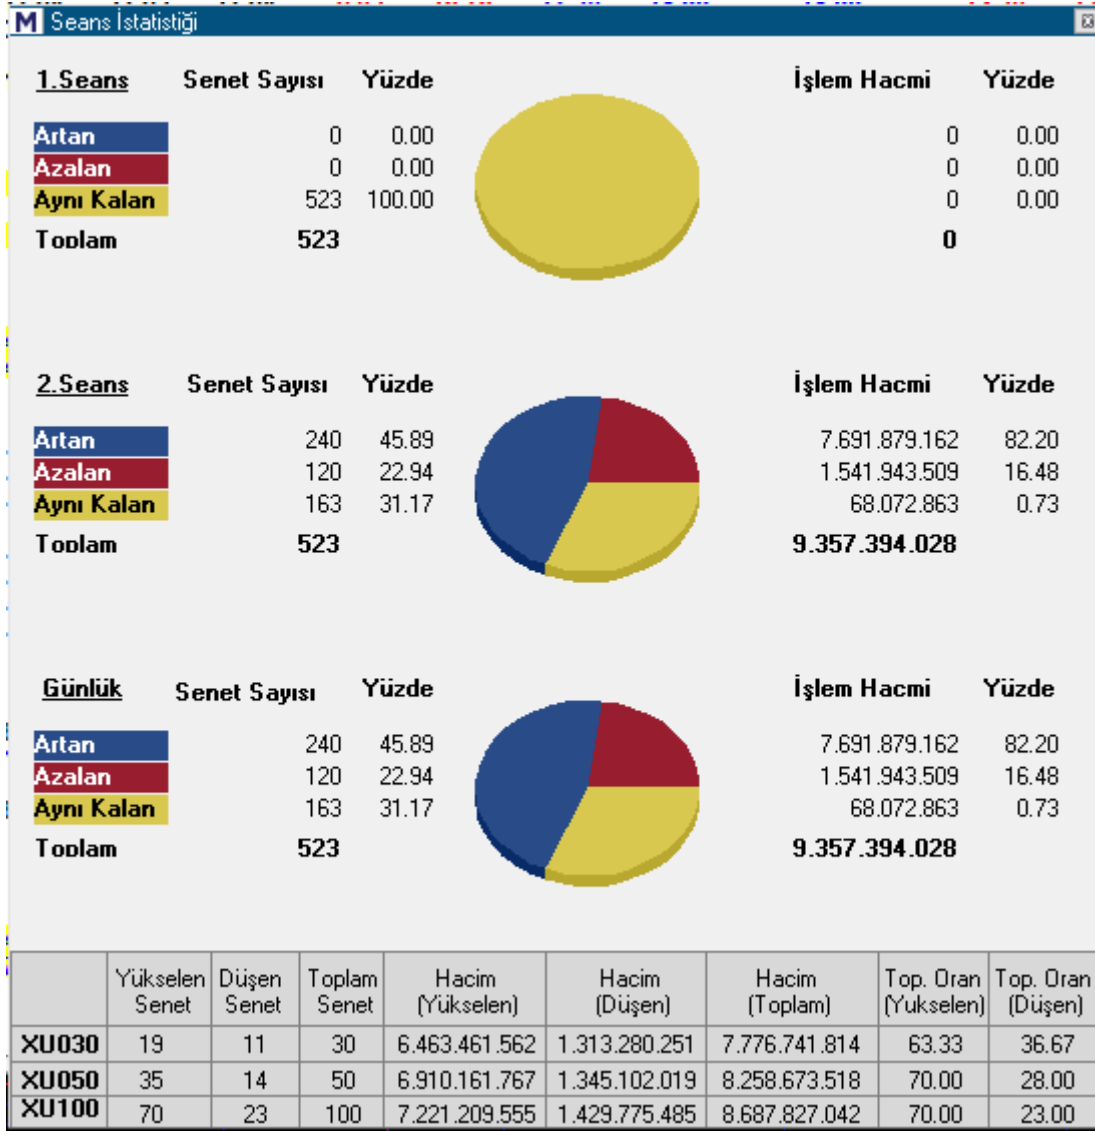 M Seans İstatistiği
1.Seans Senet Sayısı Yüzde İşlem Hacmi Yüzde
Artan 0 0.00 0 0.00
Azalan 0 0.00 0 0.00
Aynı Kalan 523 100.00 0 0.00
Toplam 523 0
2.Seans Senet Sayısı Yüzde İşlem Hacmi Yüzde
Artan 240 45.89 7.691.879.162 82.20
Azalan 120 22.94 1.541.943.509 16.48
Aynı Kalan 163 31.17 68.072.863 0.73
Toplam 523 9.357.394.028
Günlük Senet Sayısı Yüzde İşlem Hacmi Yüzde
Artan 240 45.89 7.691.879.162 82.20
Azalan 120 22.94 1.541.943.509 16.48
Aynı Kalan 163 31.17 68.072.863 0.73
Toplam 523 9.357.394.028
Yükselen Düşen Toplam Hacim Hacim Hacim Top. Oran Top. Oran
Senet Senet Senet (Yükselen) (Düşen) (Toplam) (Yukselen) (Düşen)
XU030 19 11 30 6.463.461.562 1.313.280.251 7.776.741.814 63.33 36.67
XU050 35 14 50 6.910.161.767 1.345.102.019 8.258.673.518 70.00 28.00
XU100 70 23 100 7.221.209.555 1.429.775.485 8.687.827.042 70.00 23.00